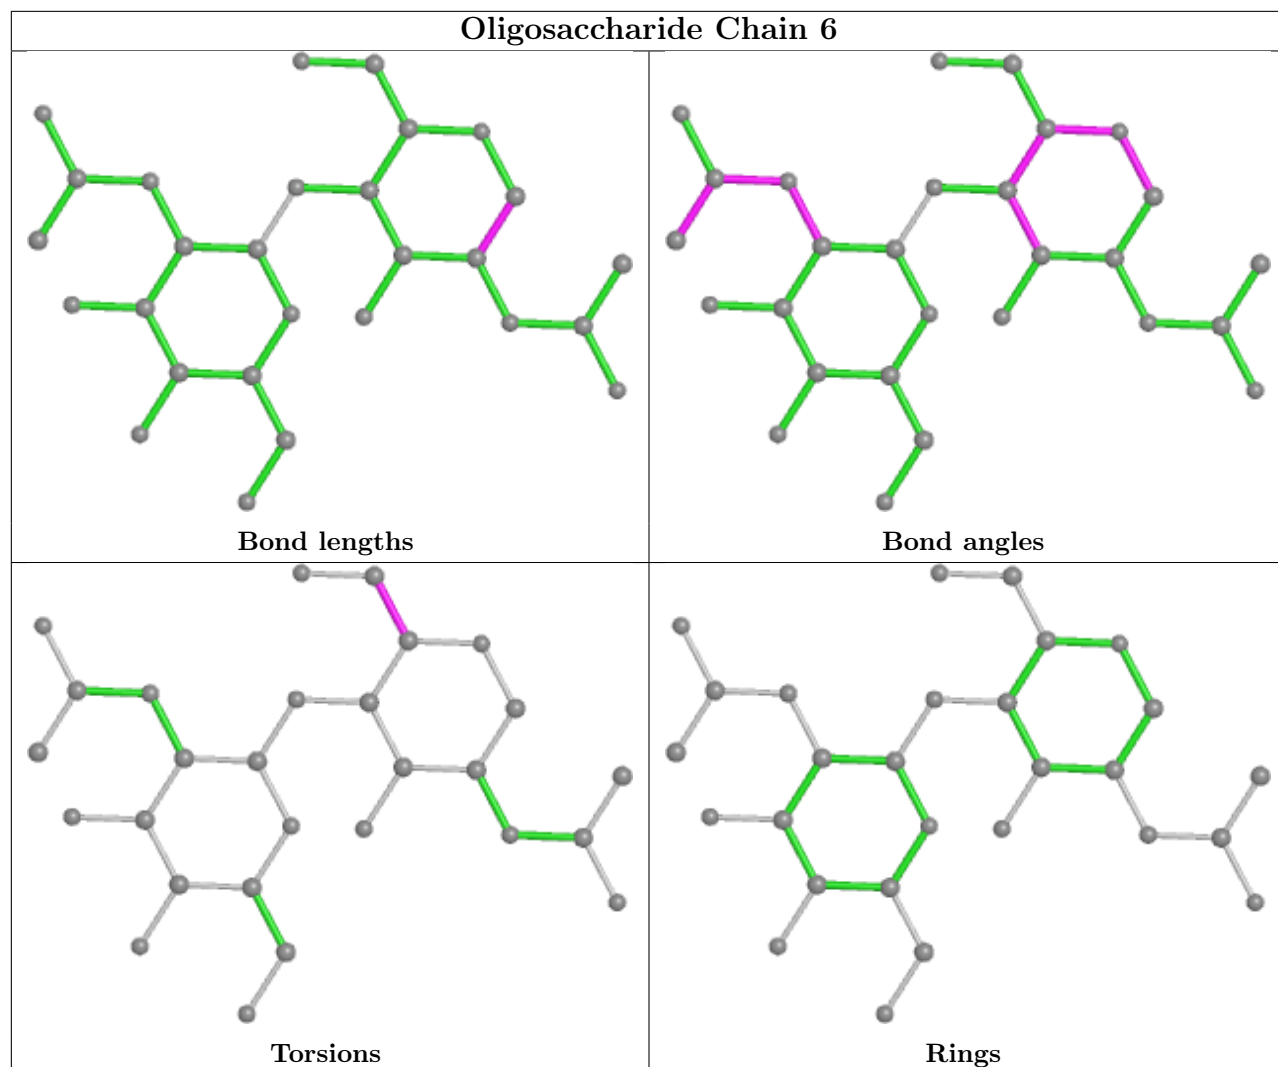 Oligosaccharide Chain 6
Bond lengths
Bond angles
Torsions
Rings